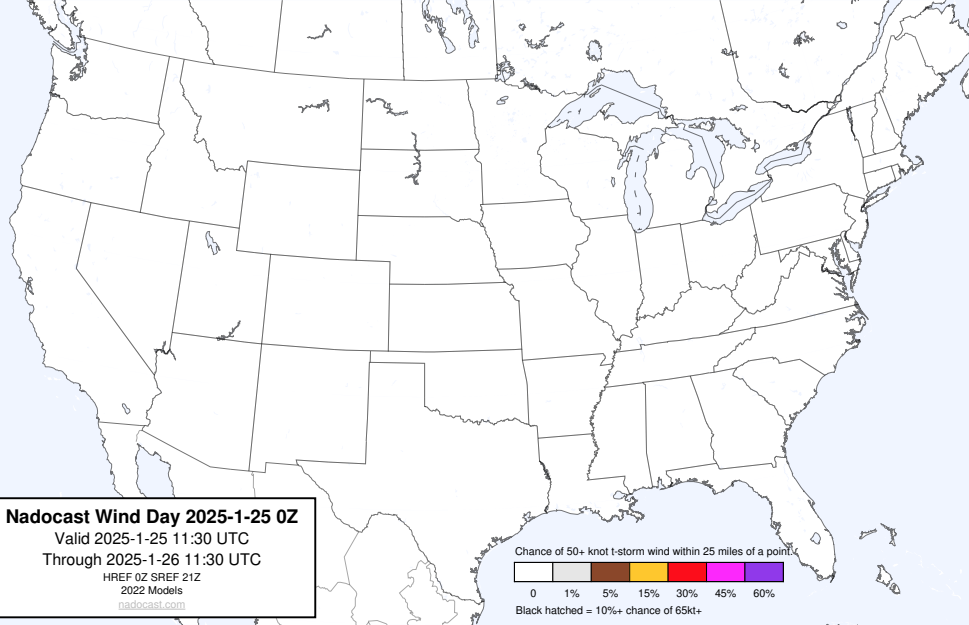 Nadocast Wind Day 2025-1-25 0Z
Valid 2025-1-25 11:30 UTC
Through 2025-1-26 11:30 UTC
HREF 0Z SREF 21Z
2022 Models
nadocast.com
Chance of 50+ knot t-storm wind within 25 miles of a point.
0 1% 5% 15% 30% 45% 60%
Black hatched = 10%+ chance of 65kt+